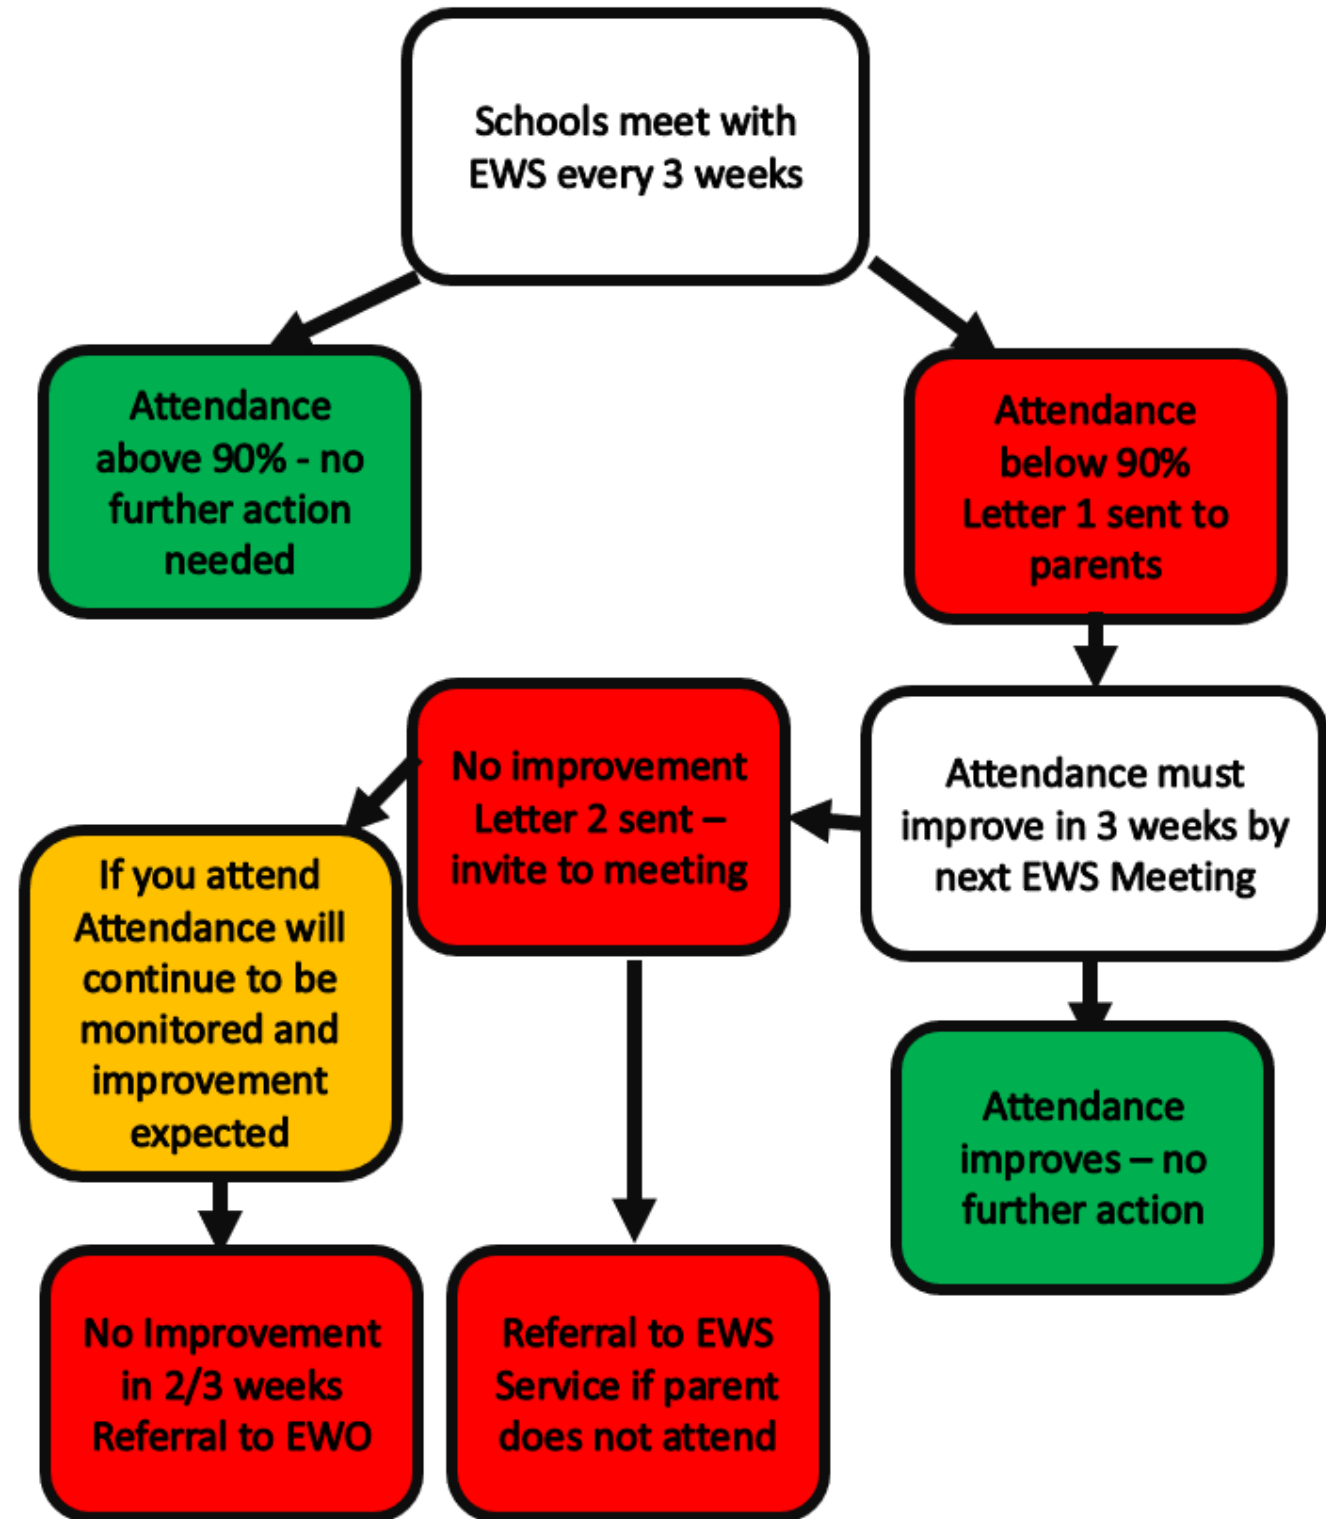 Schools meet with
EWS every 3 weeks
Attendance
above 90% - no
further action
needed
Attendance
below 90%
Letter 1 sent to
parents
Attendance must
improve in 3 weeks by
next EWS Meeting
No improvement
Letter 2 sent –
invite to meeting
If you attend
Attendance will
continue to be
monitored and
improvement
expected
Attendance
improves – no
further action
No Improvement
in 2/3 weeks
Referral to EWO
Referral to EWS
Service if parent
does not attend